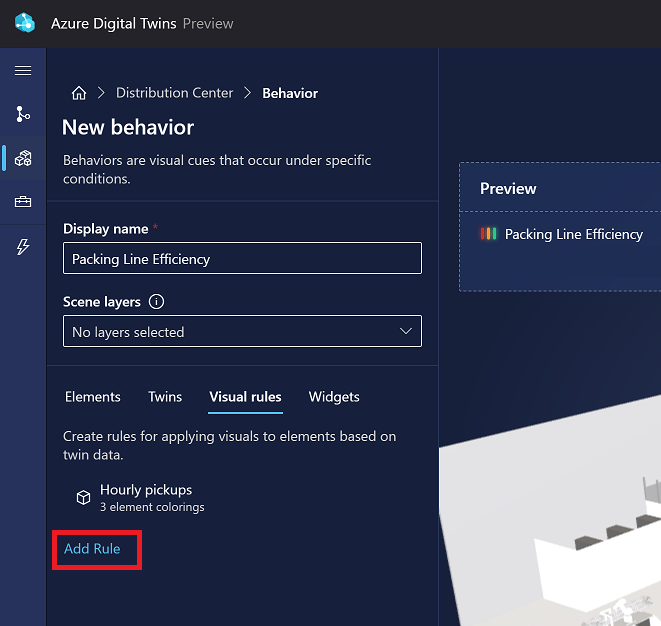 Azure Digital Twins Preview
Distribution Center Behavior
New behavior
Behaviors are visual cues that occur under specific
conditions.
Display name *
Packing Line Efficiency
Scene layers
No layers selected
Elements Twins Visual rules Widgets
Create rules for applying visuals to elements based on
twin data.
Hourly pickups
3 element colorings
Add Rule
Preview
Packing Line Efficiency